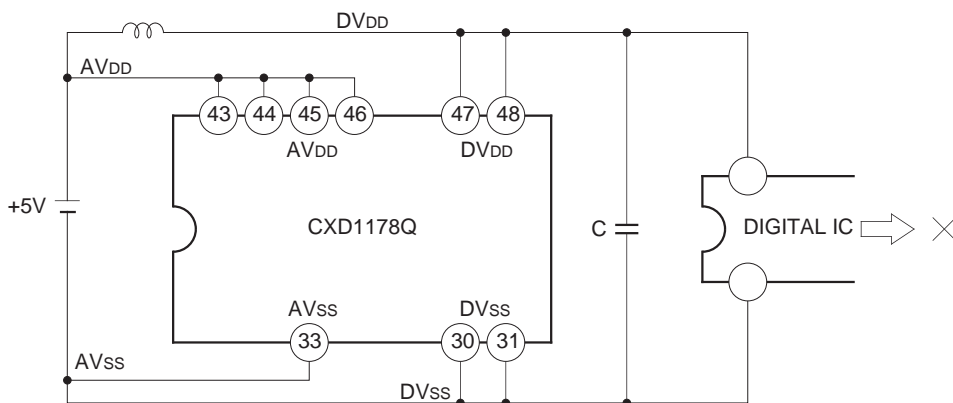 DVDD
AVDD
43 44 45 46 47 48
AVDD DVDD
+5V CXD1178Q C DIGITAL IC
AVSS DVSS
33 30 31
AVSS
DVSS